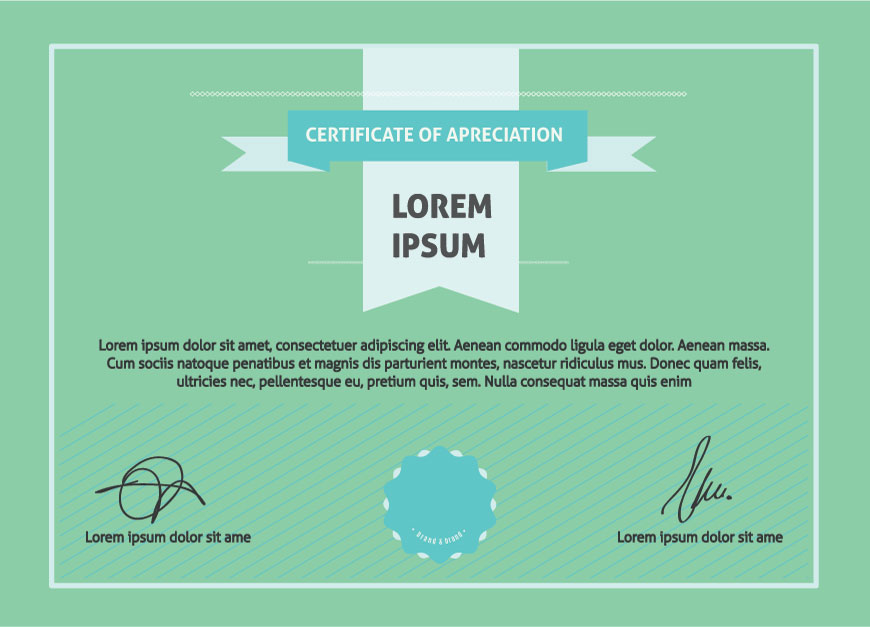 CERTIFICATE OF APRECIATION
LOREM
IPSUM
Lorem ipsum dolor sit amet, consectetuer adipiscing elit. Aenean commodo ligula eget dolor. Aenean massa.
Cum sociis natoque penatibus et magnis dis parturient montes, nascetur ridiculus mus. Donec quam felis,
ultricies nec, pellentesque eu, pretium quis, sem. Nulla consequat massa quis enim
Lorem ipsum dolor sit ame
• brand & brand •
Lorem ipsum dolor sit ame